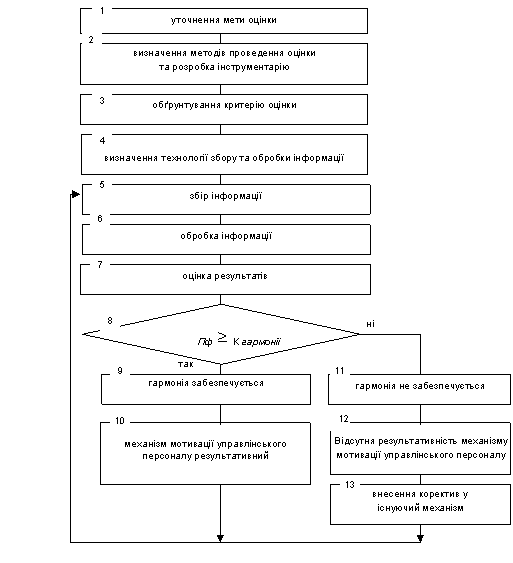 1
уточнення мети оцінки
2
визначення методів проведення оцінки
та розробка інструментарію
3
обґрунтування критерію оцінки
4
визначення технології збору та обробки інформації
5
збір інформації
6
обробка інформації
7
оцінка результатів
8
Пф ≥ К гармонії
ні
так
9
гармонія забезпечується
11
гармонія не забезпечується
10
механізм мотивації управлінського
персоналу результативний
12
Відсутня результативність механізму
мотивації управлінського персоналу
13
внесення коректив у
існуючий механізм